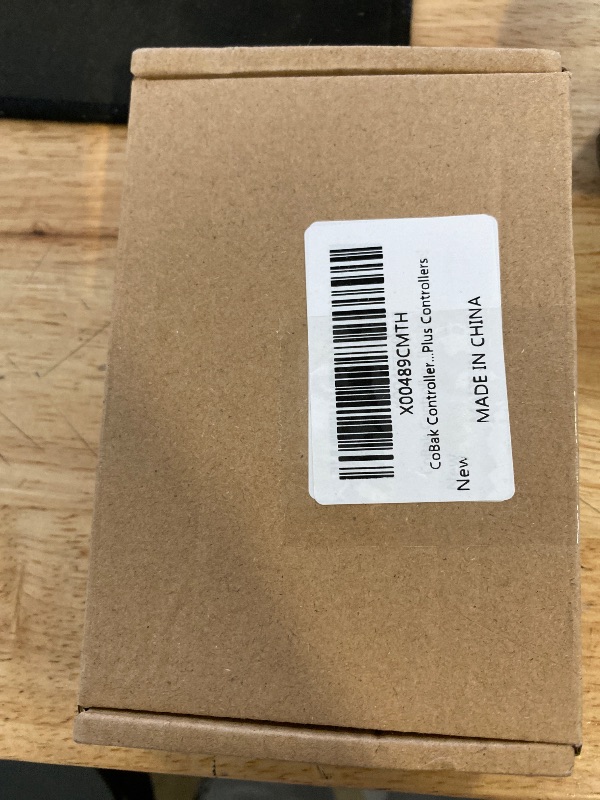 X00489CMTH
CoBak Controller...Plus Controllers
New
MADE IN CHINA